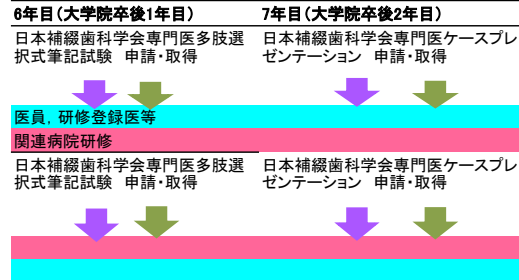 6年目(大学院卒後1年目)
7年目(大学院卒後2年目)
日本補綴歯科学会専門医多肢選
択式筆記試験　申請・取得
日本補綴歯科学会専門医ケースプレ
ゼンテーション　申請・取得
医員，研修登録医等
関連病院研修
日本補綴歯科学会専門医多肢選
択式筆記試験　申請・取得
日本補綴歯科学会専門医ケースプレ
ゼンテーション　申請・取得